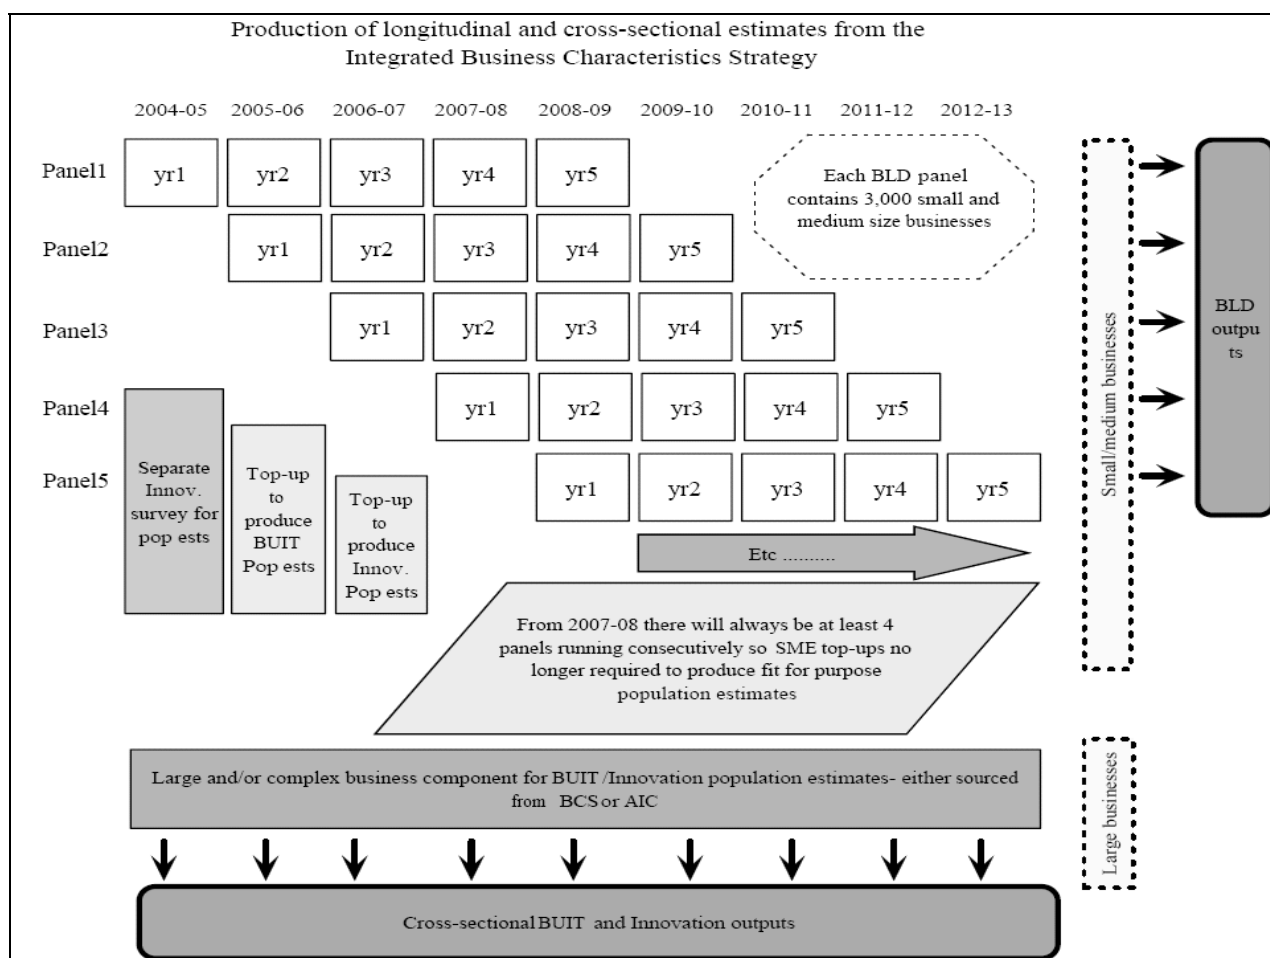 Production of longitudinal and cross-sectional estimates from the
Integrated Business Characteristics Strategy
2004-05 2005-06 2006-07 2007-08 2008-09 2009-10 2010-11 2011-12 2012-13
Panel1
yr1 yr2 yr3 yr4 yr5
Each BLD panel
contains 3,000 small and
medium size businesses
Panel2
yr1 yr2 yr3 yr4 yr5
Panel3
yr1 yr2 yr3 yr4 yr5
Panel4
yr1 yr2 yr3 yr4 yr5
Panel5
yr1 yr2 yr3 yr4 yr5
Separate
Innov.
survey for
pop ests
Top-up
to
produce
BUIT
Pop ests
Top-up
to
produce
Innov.
Pop ests
Etc ..........
From 2007-08 there will always be at least 4
panels running consecutively so SME top-ups no
longer required to produce fit for purpose
population estimates
Small/medium businesses
BLD
outpu
ts
Large and/or complex business component for BUIT/Innovation population estimates- either sourced
from BCS or AIC
Large businesses
Cross-sectional BUIT and Innovation outputs